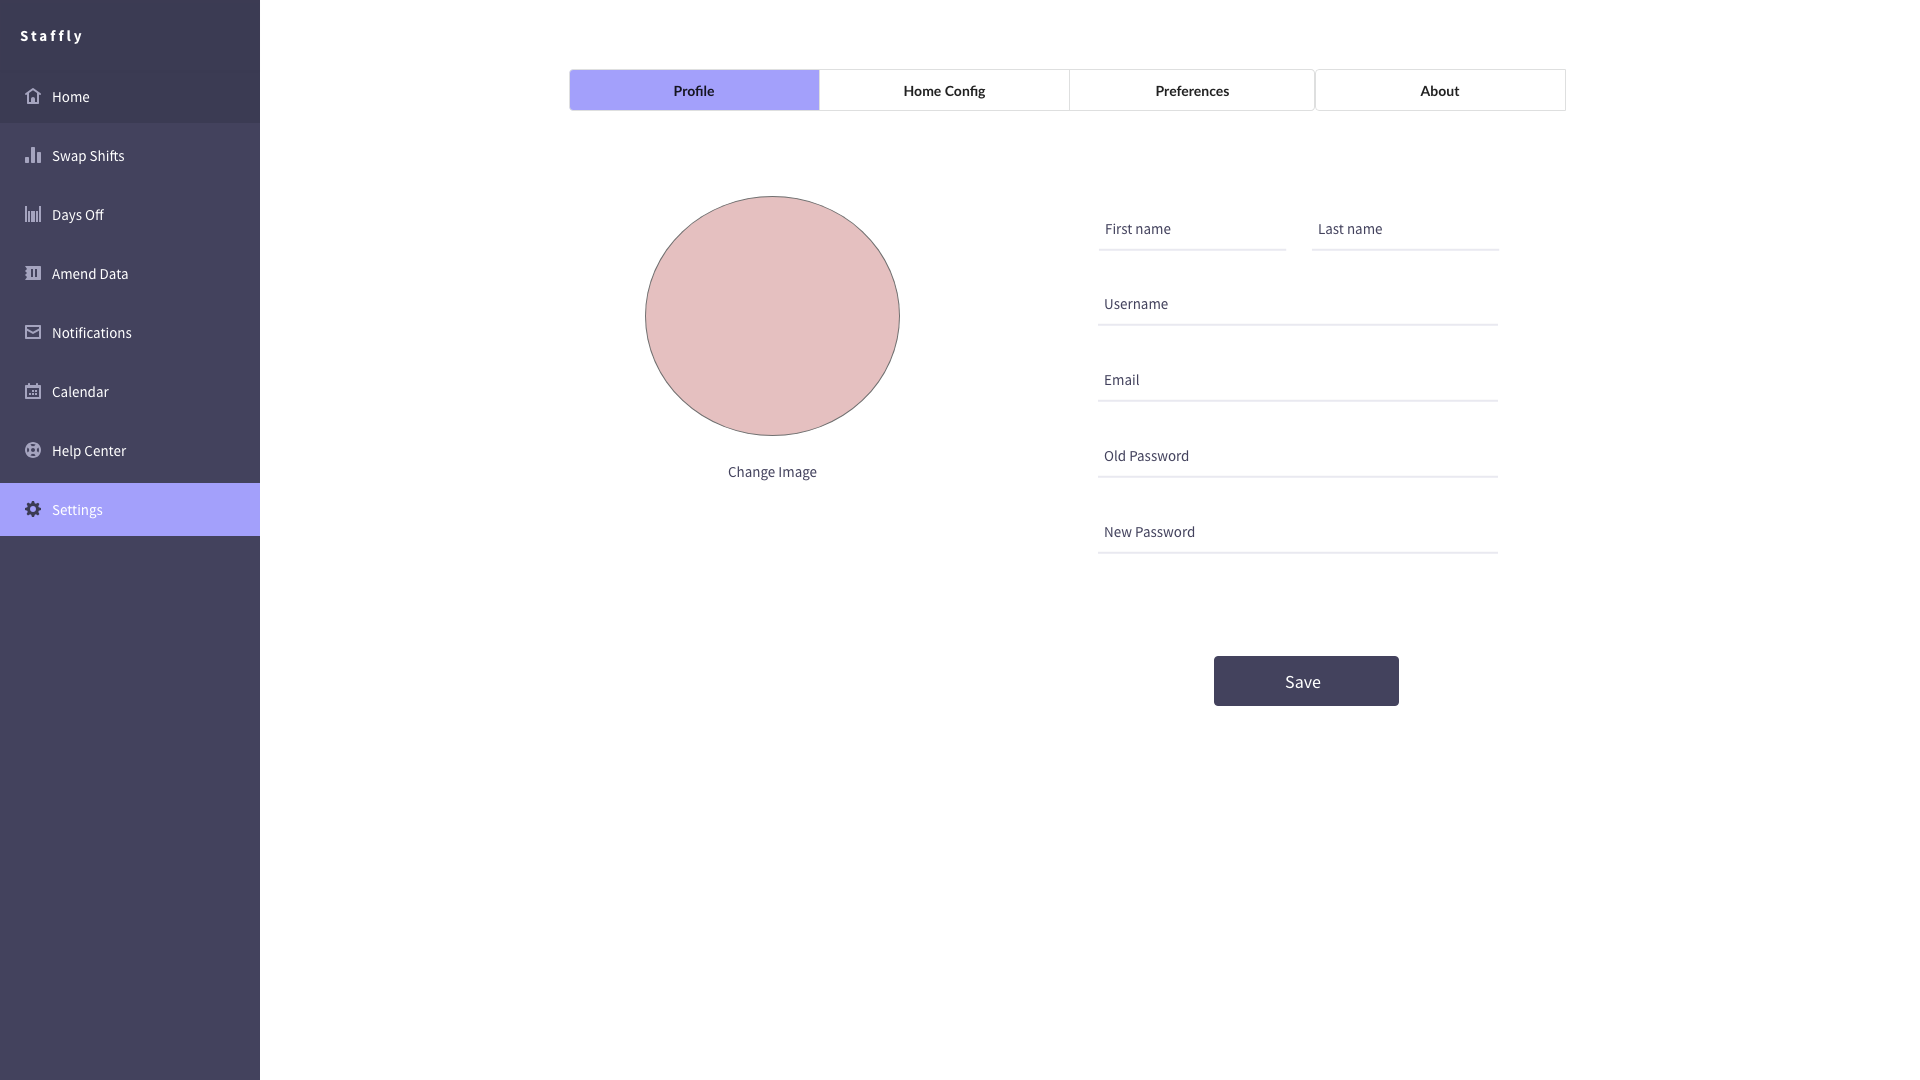 Staffly
Home
Swap Shifts
Days Off
Amend Data
Notifications
Calendar
Help Center
Settings
Profile Home Config Preferences About
Change Image
First name Last name
Username
Email
Old Password
New Password
Save